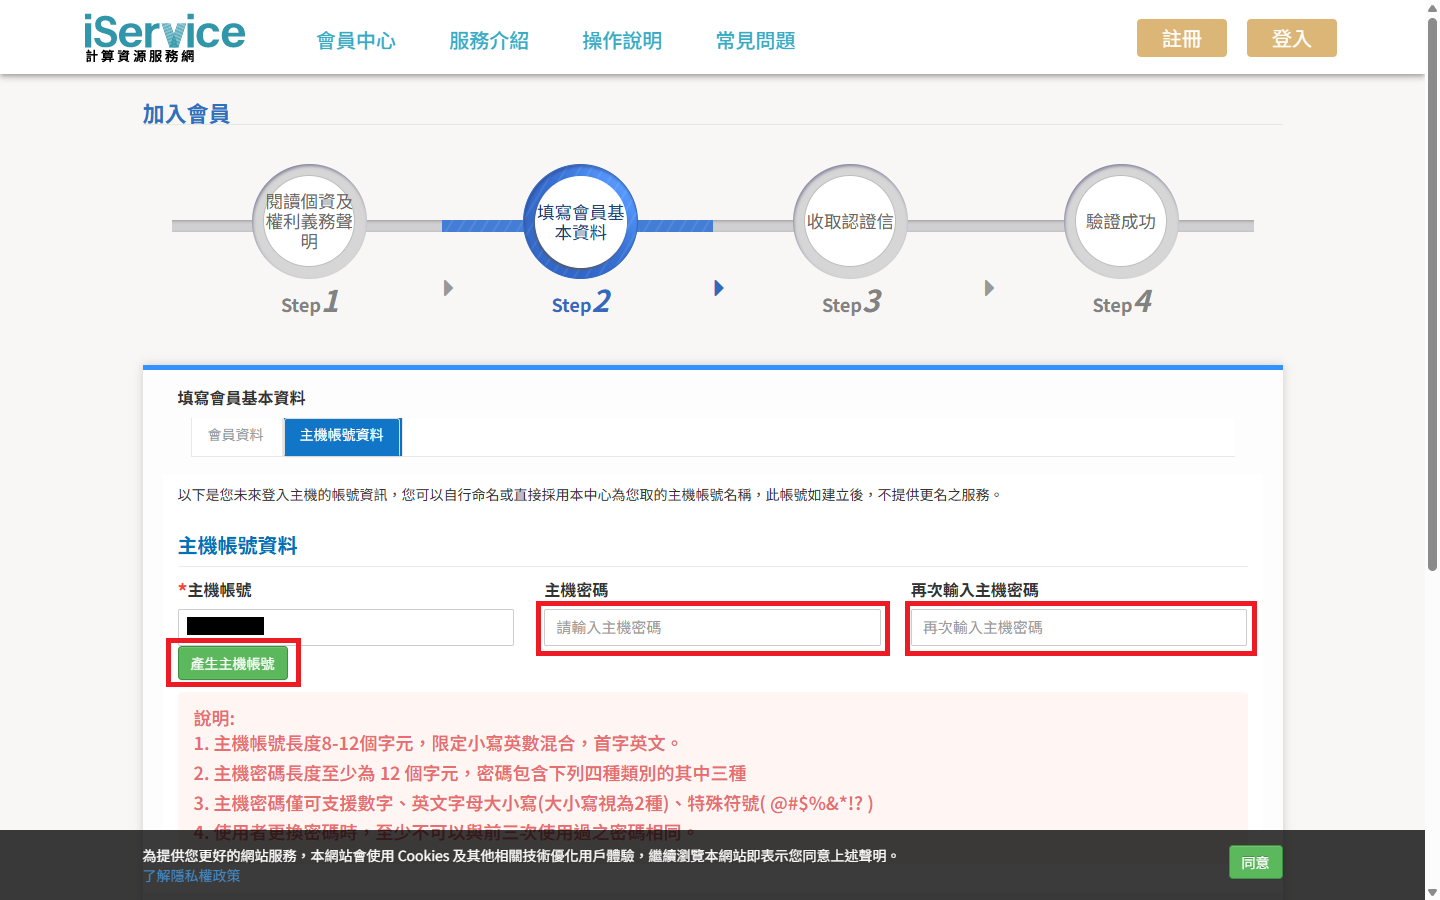 iService
計算資源服務網
會員中心
服務介紹
操作說明
常見問題
註冊
登入
加入會員
閱讀個資及
權利義務聲
明
填寫會員基
本資料
收取認證信
驗證成功
Step1
Step2
Step3
Step4
填寫會員基本資料
會員資料
主機帳號資料
以下是您未來登入主機的帳號資訊，您可以自行命名或直接採用本中心為您取的主機帳號名稱，此帳號如建立後，不提供更名之服務。
主機帳號資料
*主機帳號
主機密碼
再次輸入主機密碼
請輸入主機密碼
再次輸入主機密碼
產生主機帳號
說明:
1. 主機帳號長度8-12個字元，限定小寫英數混合，首字英文。
2. 主機密碼長度至少為 12 個字元，密碼包含下列四種類別的其中三種
3. 主機密碼僅可支援數字、英文字母大小寫(大小寫視為2種)、特殊符號( @#$%&*!? )
4. 使用者更換密碼時，至少不可以與前三次使用過之密碼相同。
為提供您更好的網站服務，本網站會使用 Cookies 及其他相關技術優化用戶體驗，繼續瀏覽本網站即表示您同意上述聲明。
了解隱私權政策
同意